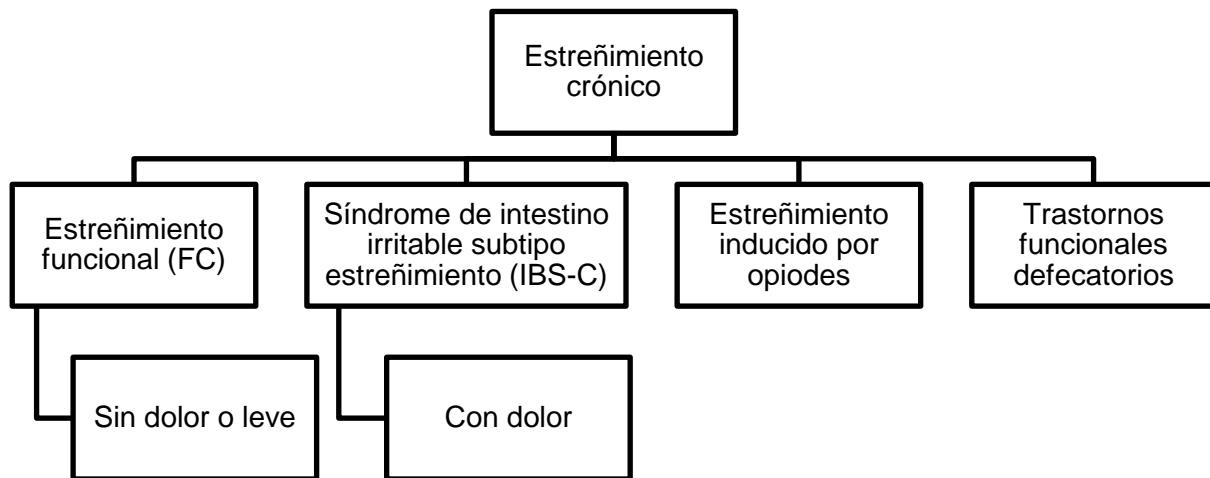 Estreñimiento
crónico
Estreñimiento
funcional (FC)
Síndrome de intestino
irritable subtipo
estreñimiento (IBS-C)
Estreñimiento
inducido por
opiodes
Trastornos
funcionales
defecatorios
Sin dolor o leve
Con dolor